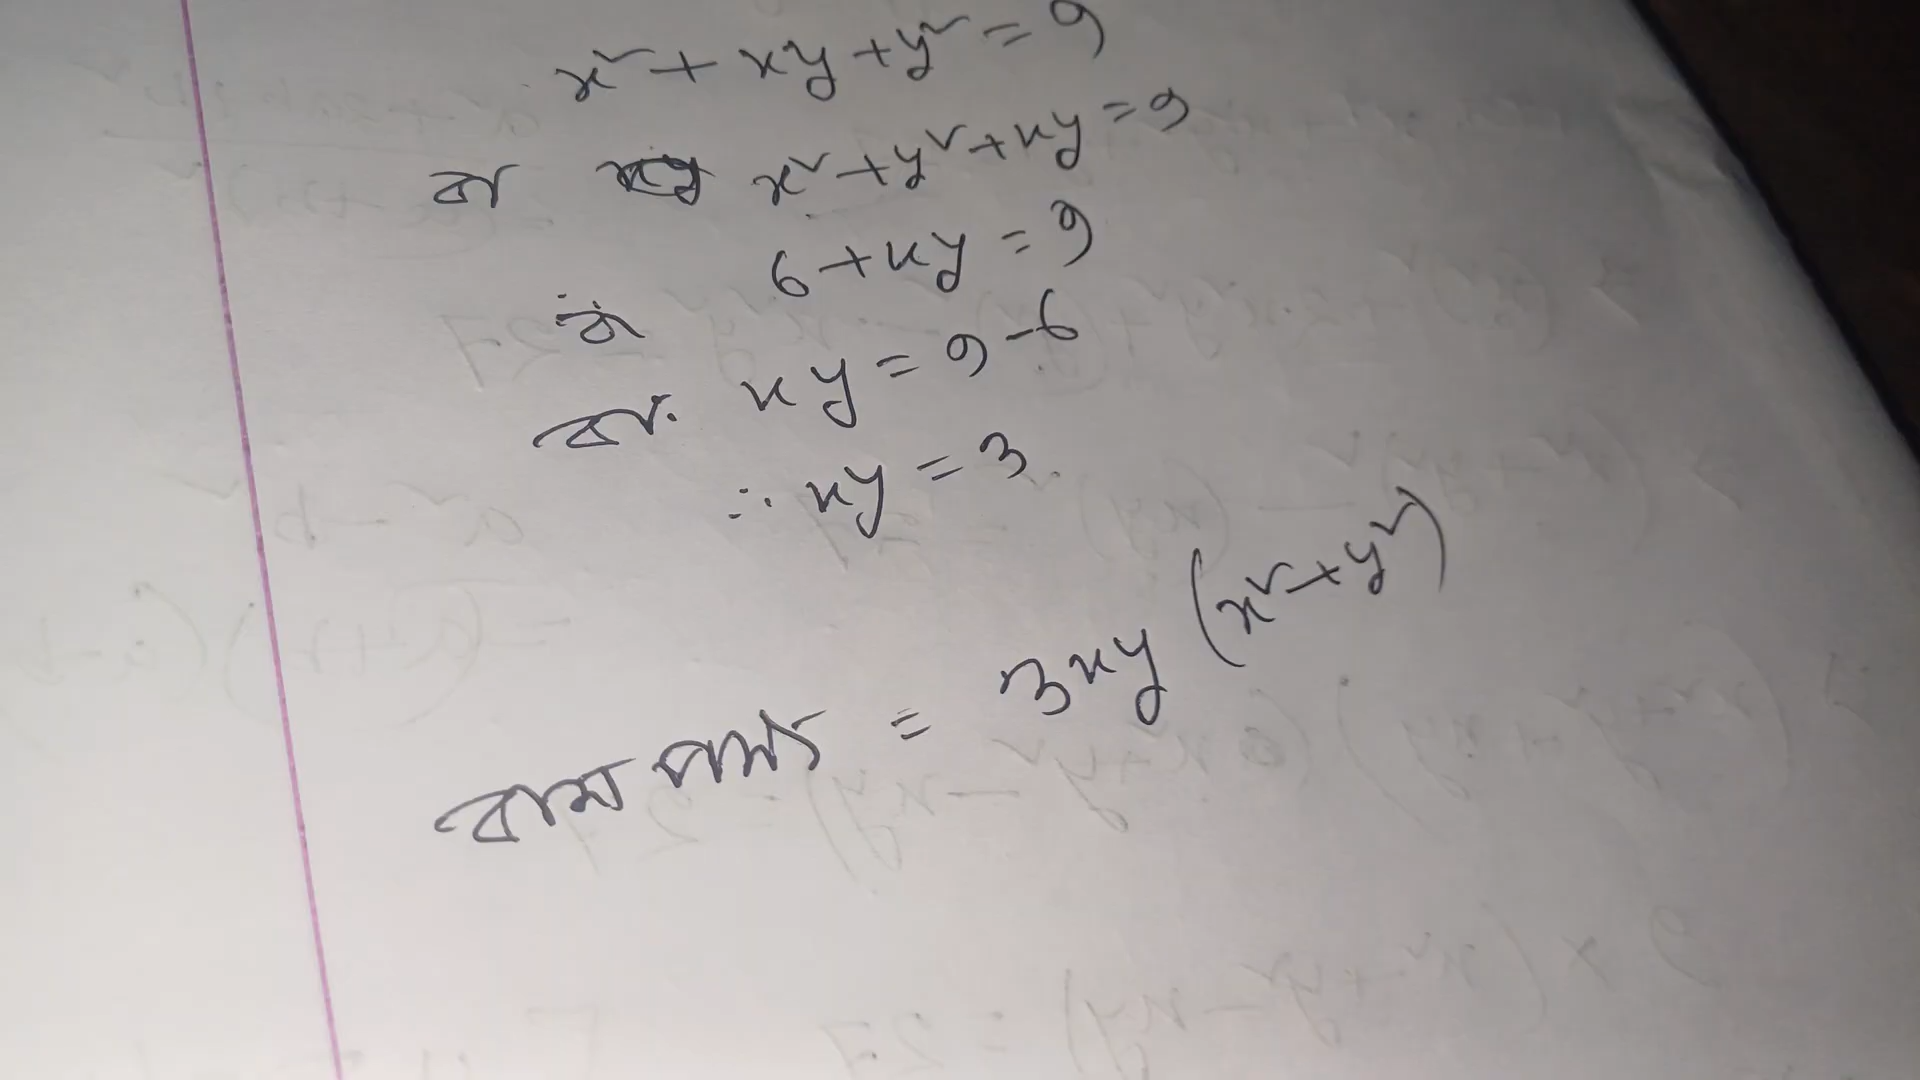 x² + xy + y² = 9
বা x² + y² + xy = 9
6 + xy = 9
বা xy = 9 - 6
∴ xy = 3
বামপক্ষ = 3xy (x² + y²)